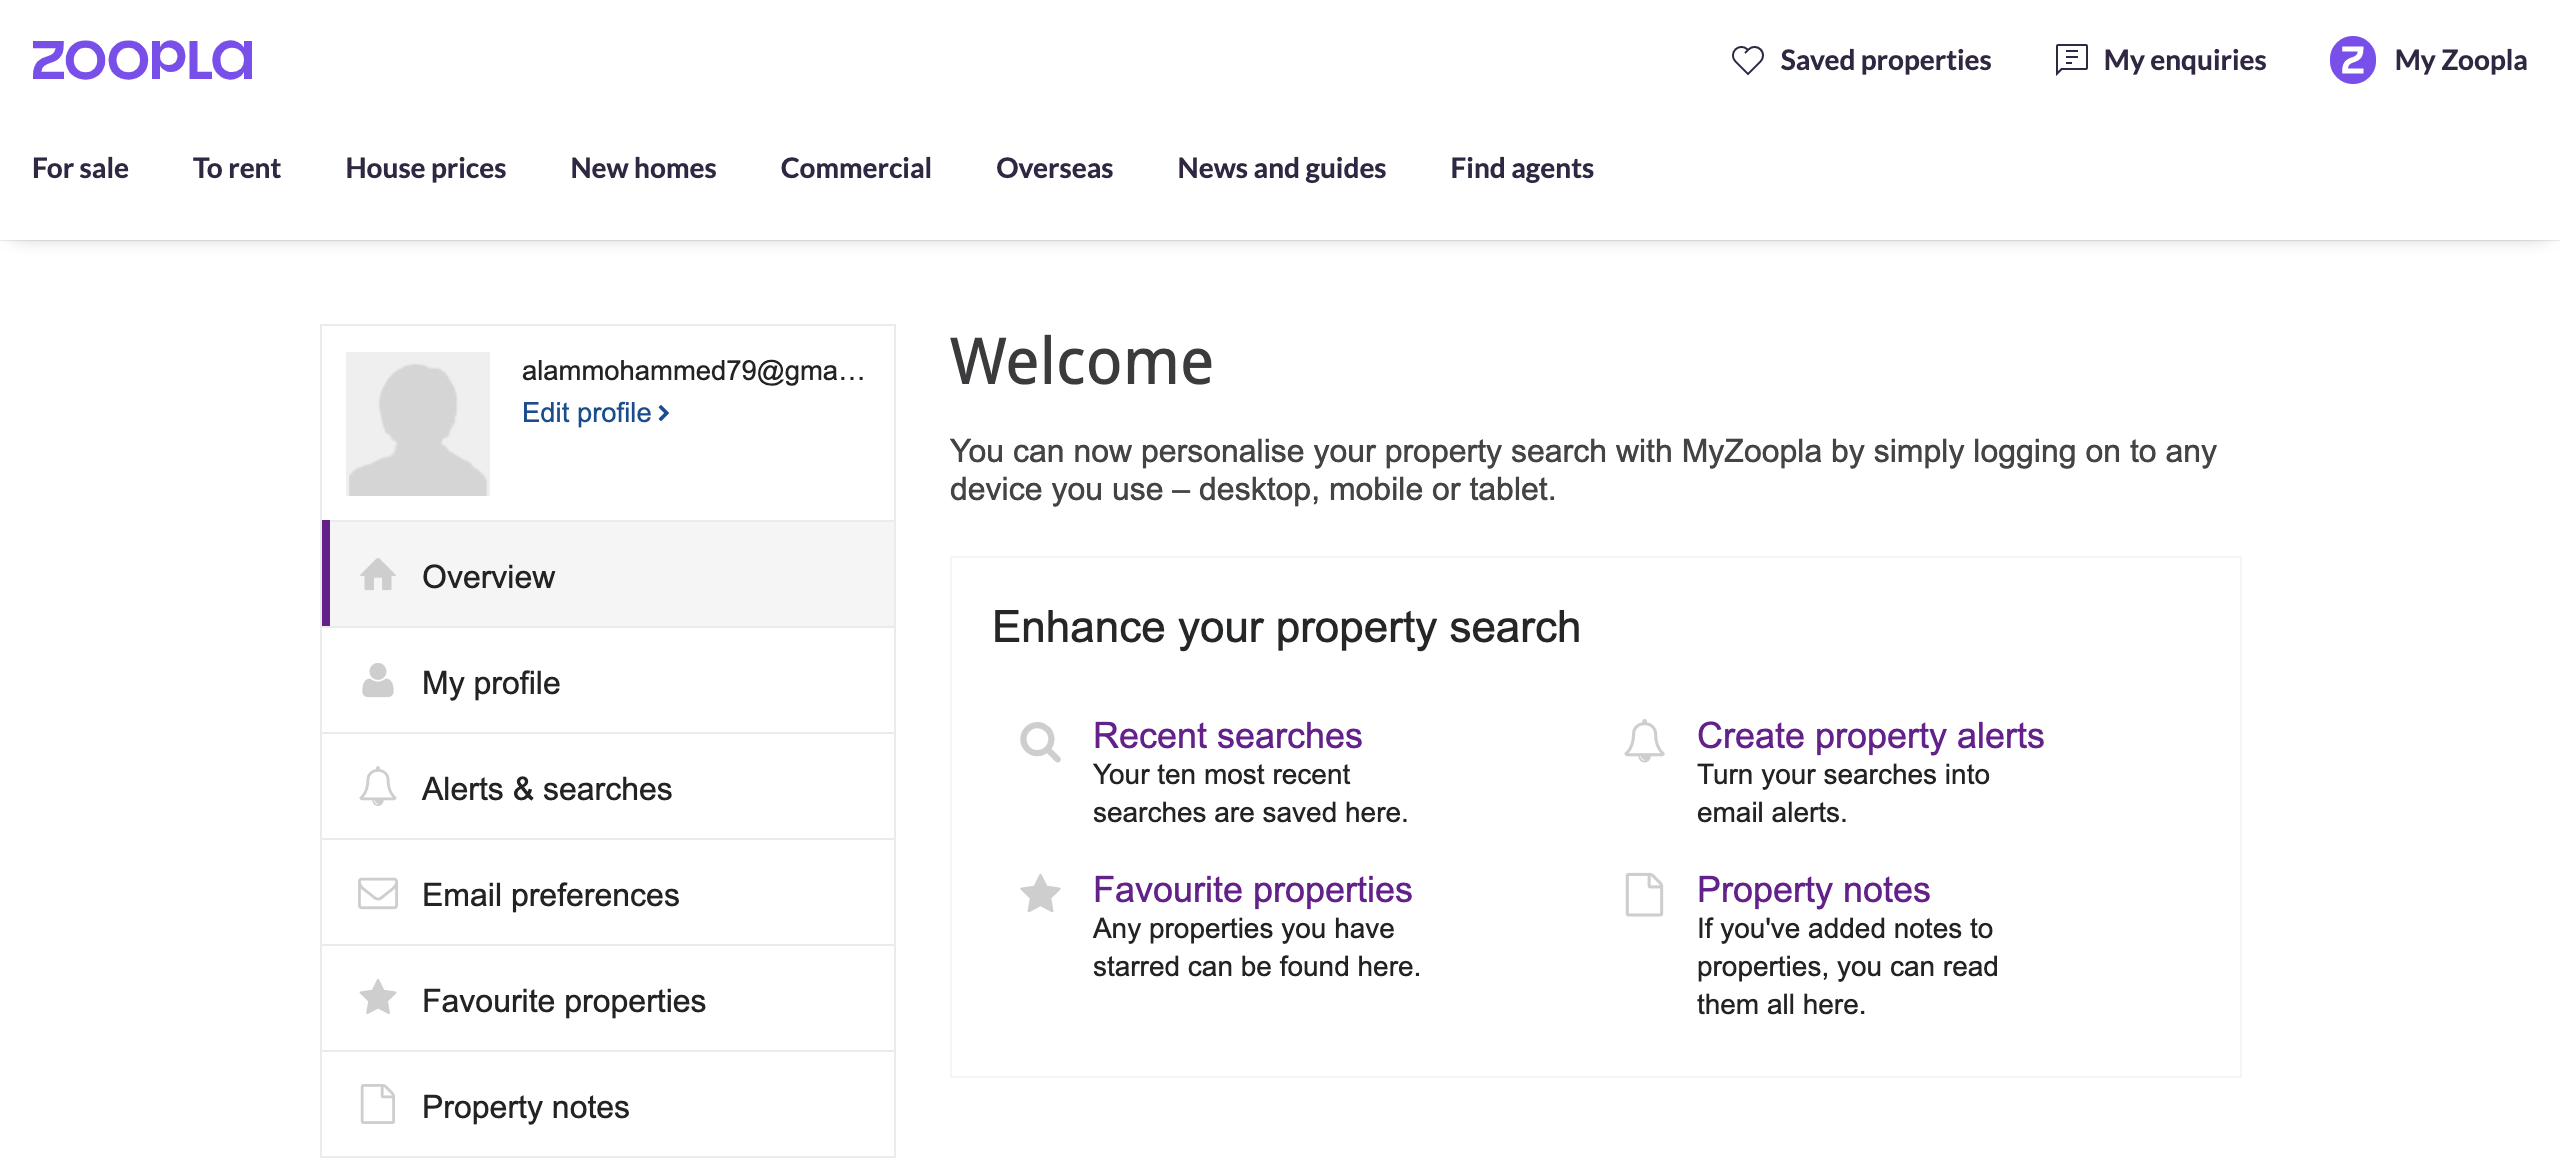 zoopla
Saved properties
My enquiries
Z
My Zoopla
For sale
To rent
House prices
New homes
Commercial
Overseas
News and guides
Find agents
alammohammed79@gma…
Edit profile
Overview
My profile
Alerts & searches
Email preferences
Favourite properties
Property notes
Welcome
You can now personalise your property search with MyZoopla by simply logging on to any
device you use – desktop, mobile or tablet.
Enhance your property search
Recent searches
Your ten most recent
searches are saved here.
Create property alerts
Turn your searches into
email alerts.
Favourite properties
Any properties you have
starred can be found here.
Property notes
If you've added notes to
properties, you can read
them all here.